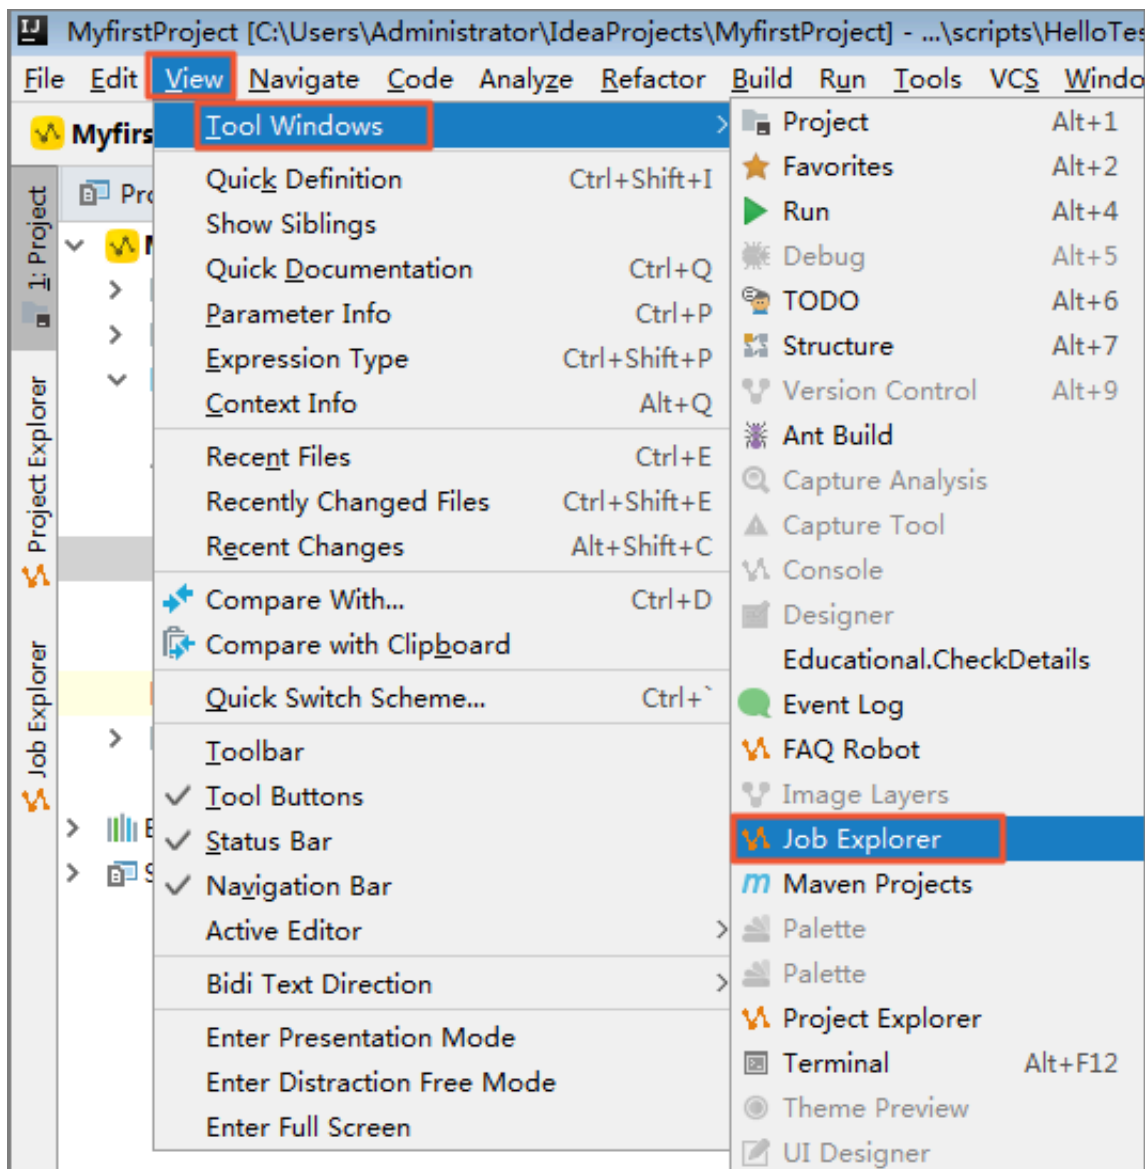 MyfirstProject [C:\Users\Administrator\IdeaProjects\MyfirstProject] - ...\scripts\HelloTes
File Edit View Navigate Code Analyze Refactor Build Run Tools VCS Windo
Myfirs
Pro
1: Project
Project Explorer
Job Explorer
Tool Windows
Quick Definition Ctrl+Shift+I
Show Siblings
Quick Documentation Ctrl+Q
Parameter Info Ctrl+P
Expression Type Ctrl+Shift+P
Context Info Alt+Q
Recent Files Ctrl+E
Recently Changed Files Ctrl+Shift+E
Recent Changes Alt+Shift+C
Compare With... Ctrl+D
Compare with Clipboard
Quick Switch Scheme... Ctrl+`
Toolbar
Tool Buttons
Status Bar
Navigation Bar
Active Editor
Bidi Text Direction
Enter Presentation Mode
Enter Distraction Free Mode
Enter Full Screen
Project Alt+1
Favorites Alt+2
Run Alt+4
Debug Alt+5
TODO Alt+6
Structure Alt+7
Version Control Alt+9
Ant Build
Capture Analysis
Capture Tool
Console
Designer
Educational.CheckDetails
Event Log
FAQ Robot
Image Layers
Job Explorer
Maven Projects
Palette
Palette
Project Explorer
Terminal Alt+F12
Theme Preview
UI Designer